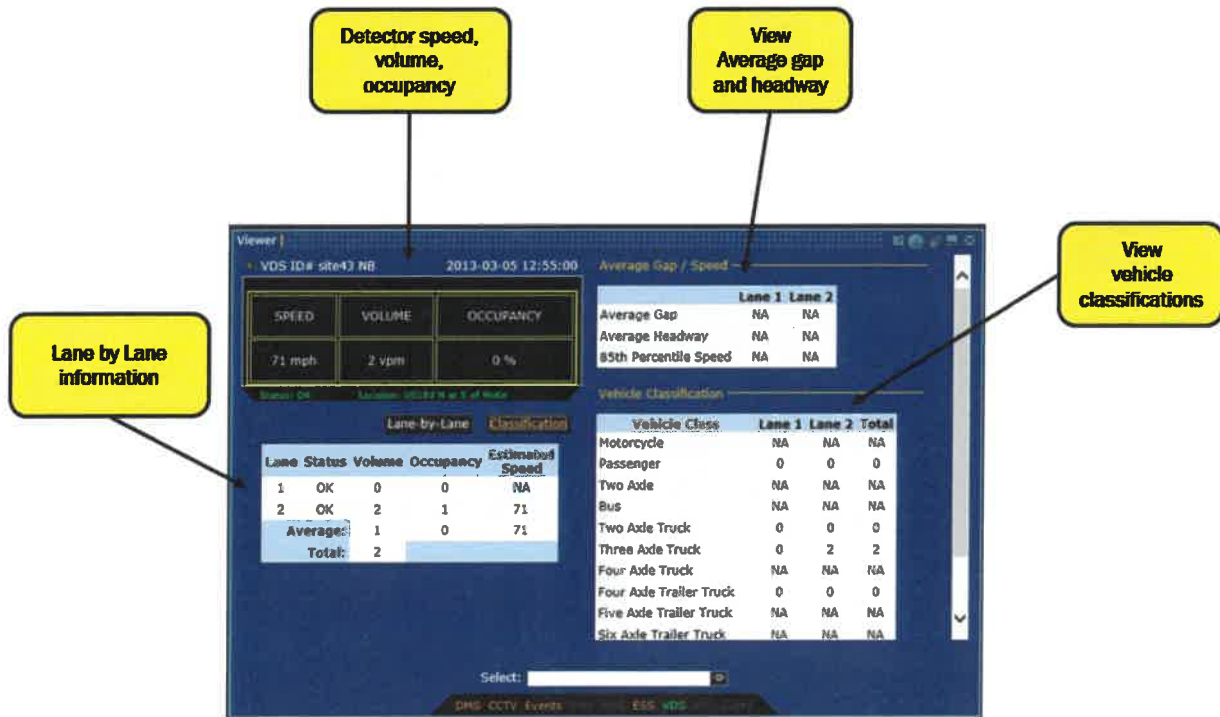 Detector speed,
volume,
occupancy
View
Average gap
and headway
View
vehicle
classifications
Lane by Lane
information
Viewer
VDS ID# site43 NB 2013-03-05 12:55:00
SPEED VOLUME OCCUPANCY
71 mph 2 vpm 0 %
Status: OK Location:
Lane-by-Lane Classification
Lane Status Volume Occupancy Estimated Speed
1 OK 0 0 NA
2 OK 2 1 71
Average: 1 0 71
Total: 2
Average Gap / Speed
Lane 1 Lane 2
Average Gap NA NA
Average Headway NA NA
85th Percentile Speed NA NA
Vehicle Classification
Vehicle Class Lane 1 Lane 2 Total
Motorcycle NA NA NA
Passenger 0 0 0
Two Axle NA NA NA
Bus NA NA NA
Two Axle Truck 0 0 0
Three Axle Truck 0 2 2
Four Axle Truck NA NA NA
Four Axle Trailer Truck 0 0 0
Five Axle Trailer Truck NA NA NA
Six Axle Trailer Truck NA NA NA
Select:
DMS CCTV Events ESS VDS